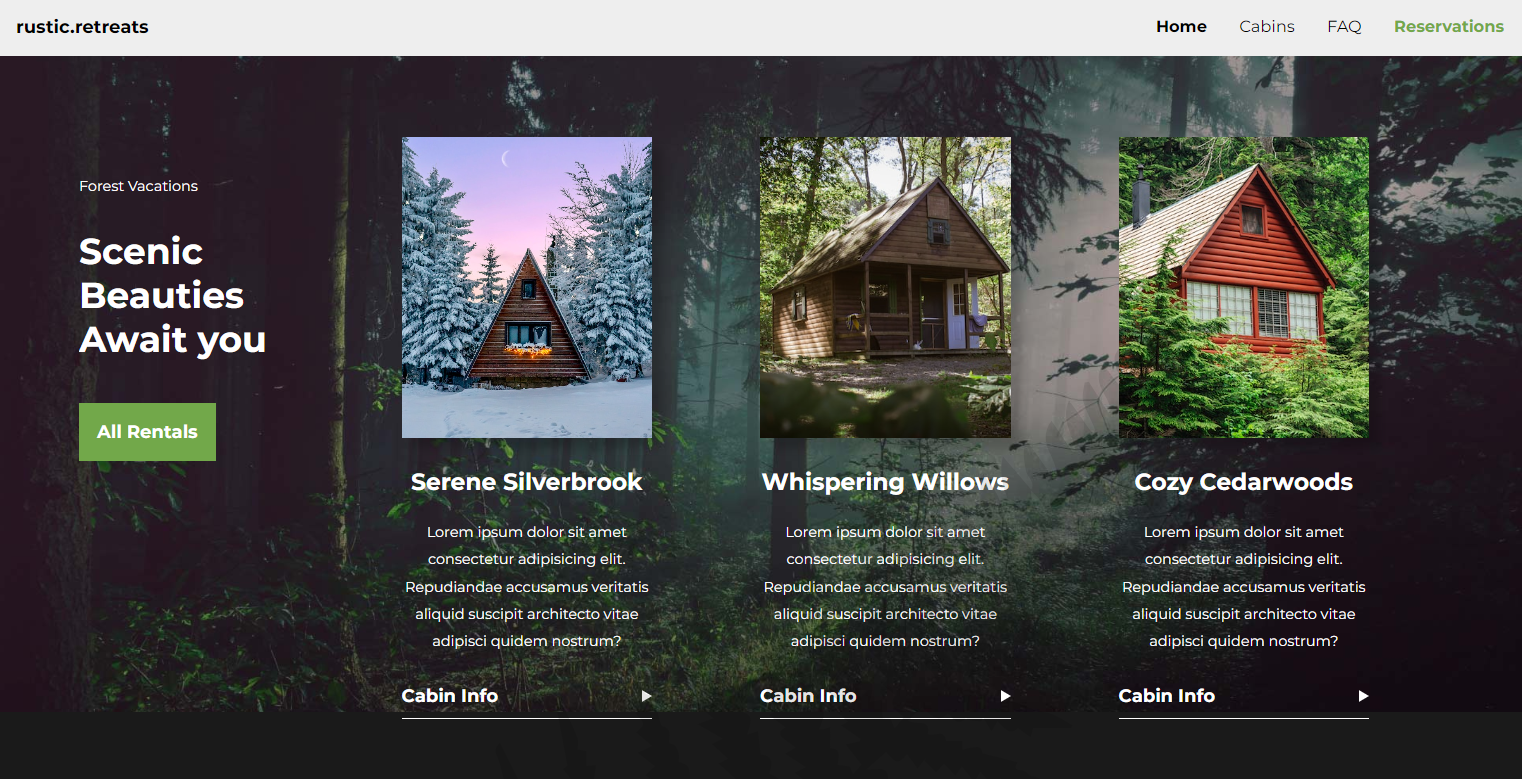 rustic.retreats
Home
Cabins
FAQ
Reservations
Forest Vacations
Scenic
Beauties
Await you
All Rentals
Serene Silverbrook
Lorem ipsum dolor sit amet
consectetur adipisicing elit.
Repudiandae accusamus veritatis
aliquid suscipit architecto vitae
adipisci quidem nostrum?
Cabin Info
Whispering Willows
Lorem ipsum dolor sit amet
consectetur adipisicing elit.
Repudiandae accusamus veritatis
aliquid suscipit architecto vitae
adipisci quidem nostrum?
Cabin Info
Cozy Cedarwoods
Lorem ipsum dolor sit amet
consectetur adipisicing elit.
Repudiandae accusamus veritatis
aliquid suscipit architecto vitae
adipisci quidem nostrum?
Cabin Info